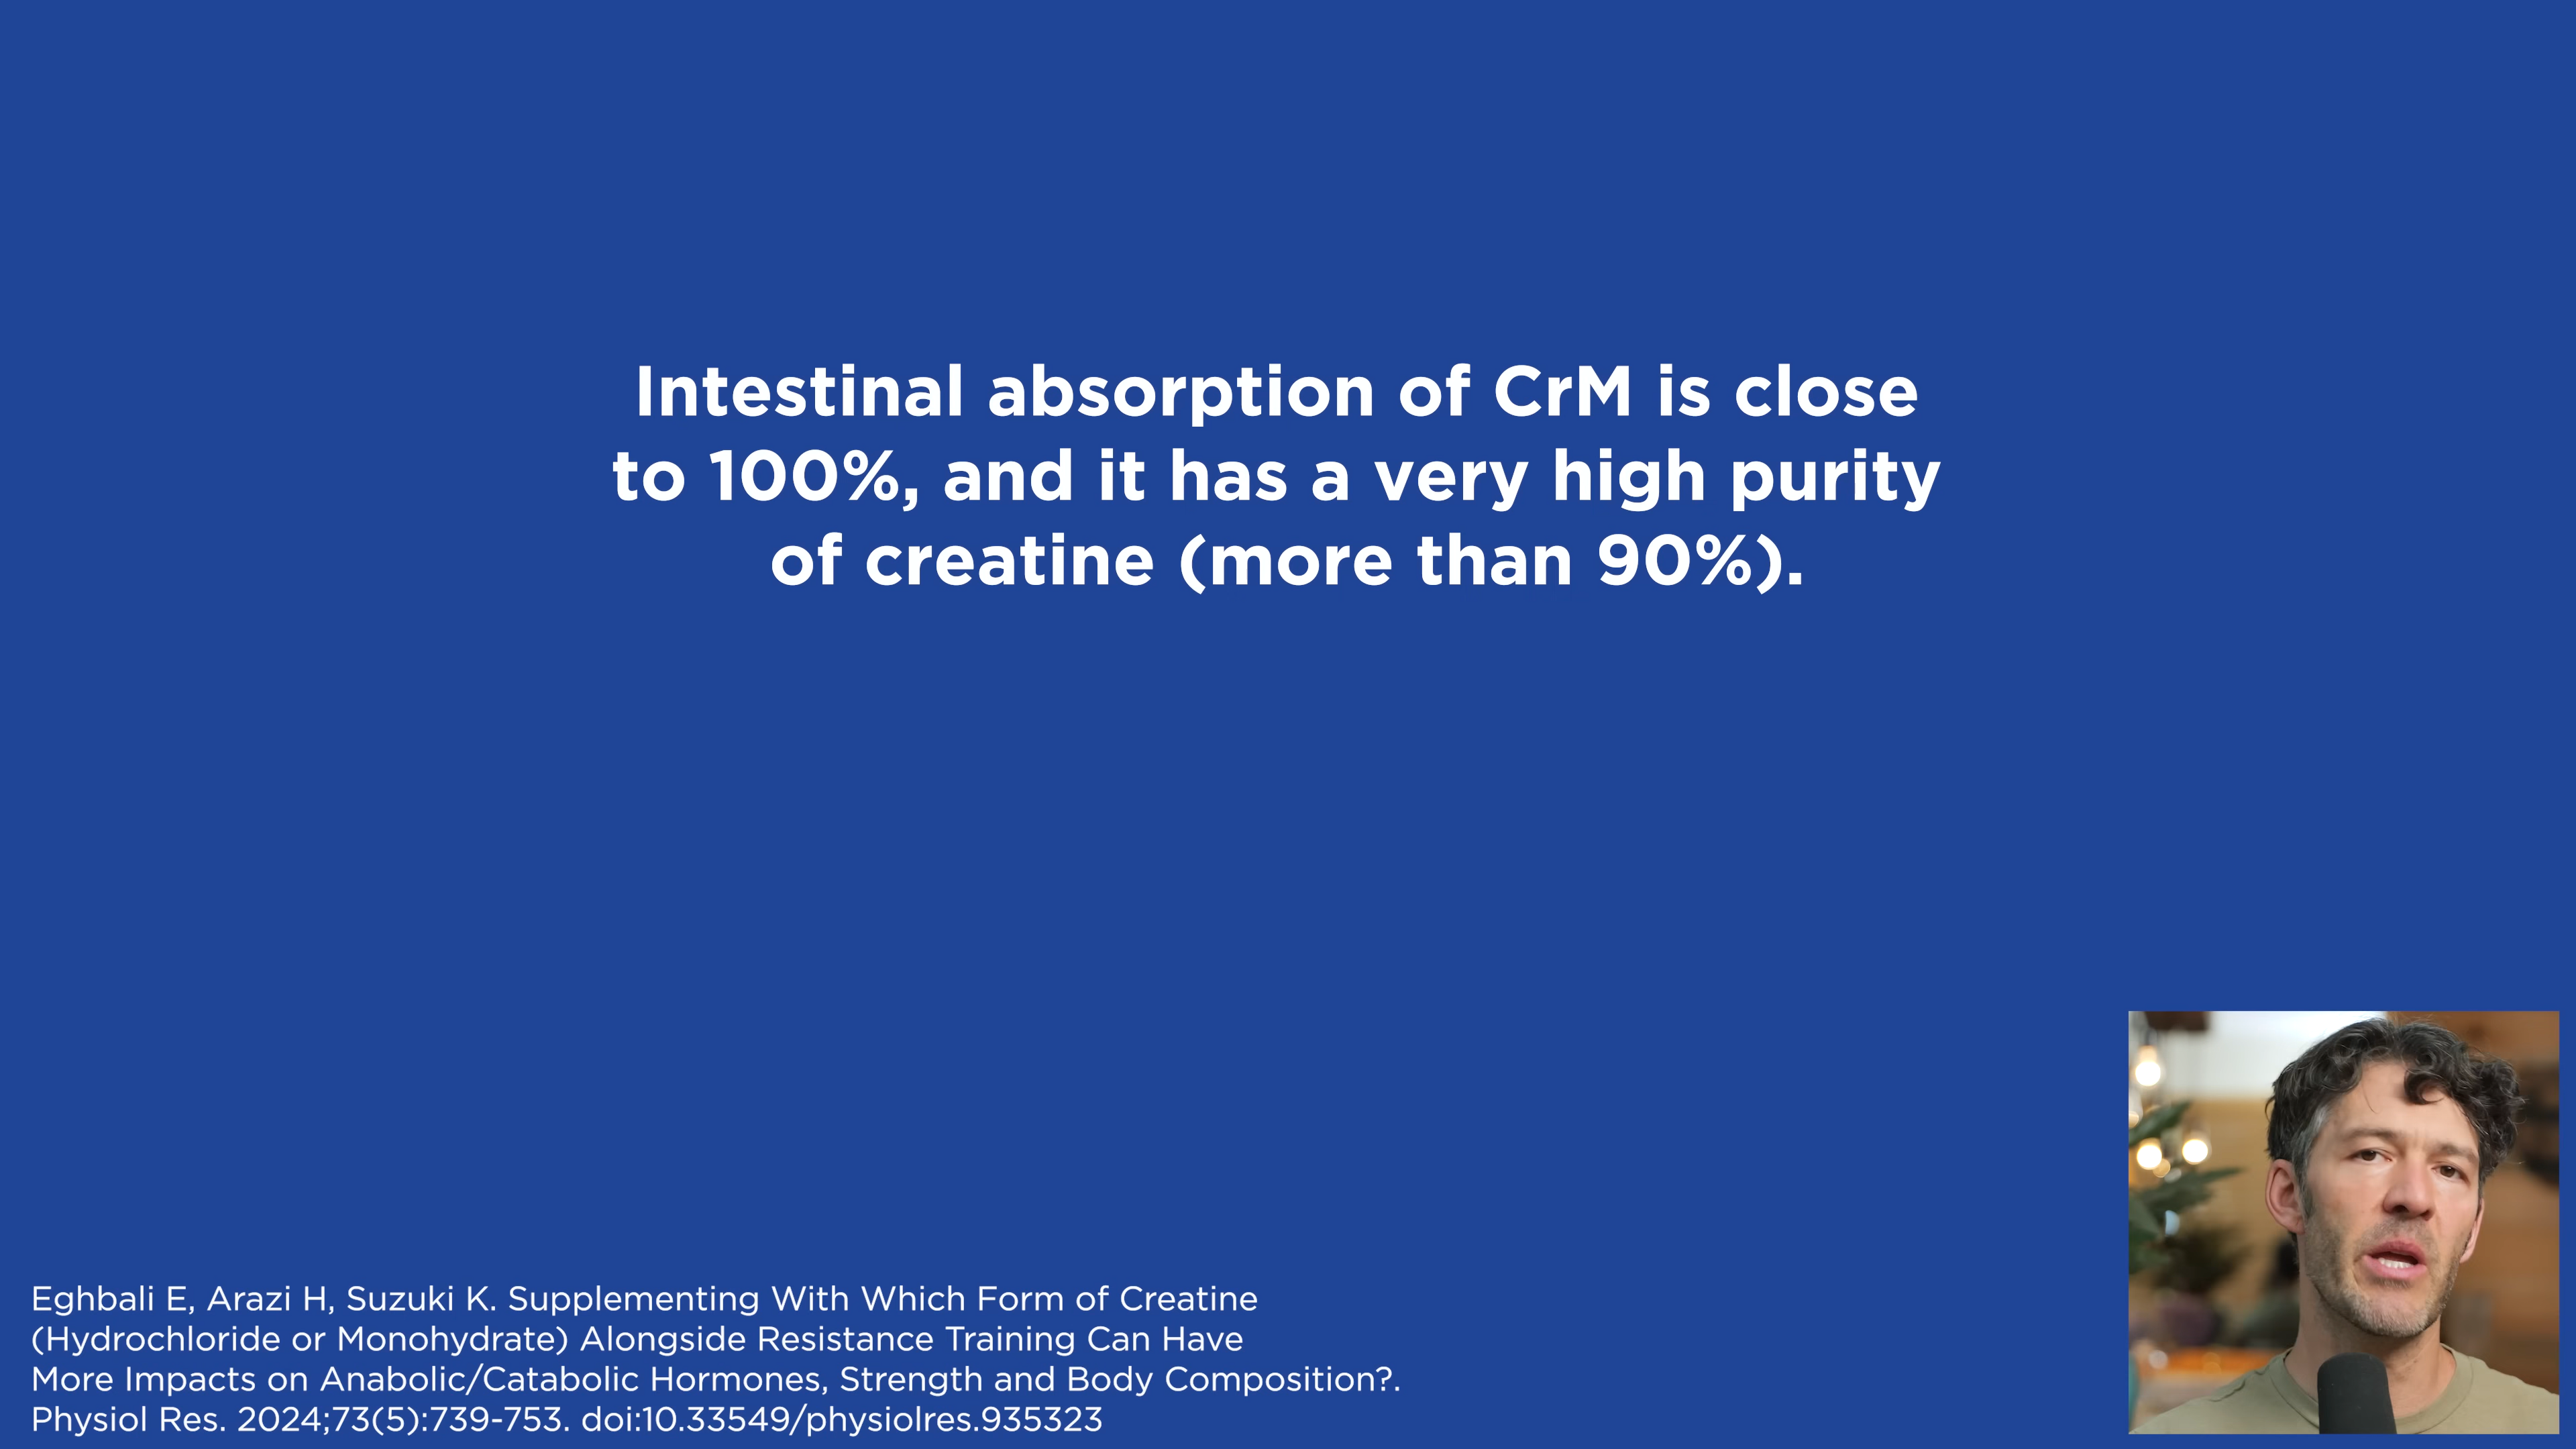 Intestinal absorption of CrM is close
to 100%, and it has a very high purity
of creatine (more than 90%).
Eghbali E, Arazi H, Suzuki K. Supplementing With Which Form of Creatine
(Hydrochloride or Monohydrate) Alongside Resistance Training Can Have
More Impacts on Anabolic/Catabolic Hormones, Strength and Body Composition?.
Physiol Res. 2024;73(5):739-753. doi:10.33549/physiolres.935323